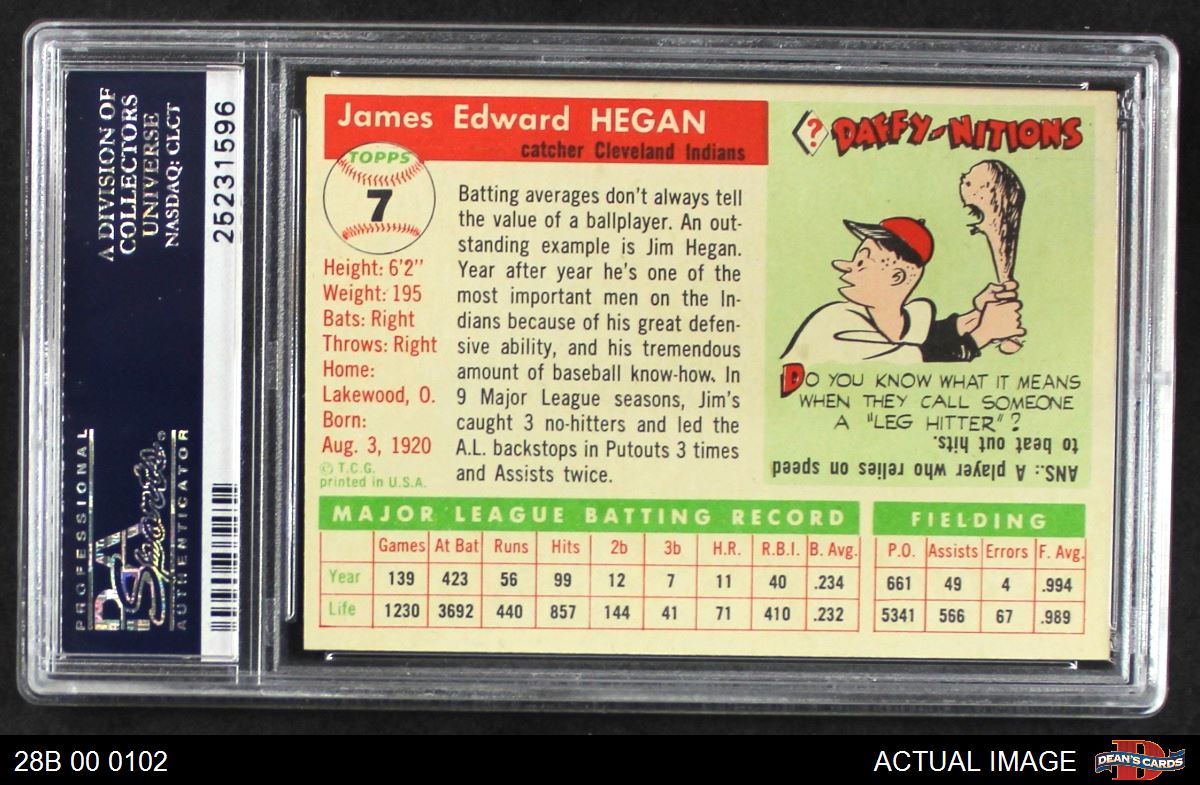 A DIVISION OF
COLLECTORS
UNIVERSE
NASDAQ: CLCT
25231596
PROFESSIONAL
PSA
Sports
AUTHENTICATOR
James Edward HEGAN
catcher Cleveland Indians
TOPPS
7
Height: 6'2"
Weight: 195
Bats: Right
Throws: Right
Home:
Lakewood, O.
Born:
Aug. 3, 1920
© T.C.G.
printed in U.S.A.
Batting averages don't always tell
the value of a ballplayer. An out-
standing example is Jim Hegan.
Year after year he's one of the
most important men on the In-
dians because of his great defen-
sive ability, and his tremendous
amount of baseball know-how. In
9 Major League seasons, Jim's
caught 3 no-hitters and led the
A.L. backstops in Putouts 3 times
and Assists twice.
? DAFFY-NITIONS
DO YOU KNOW WHAT IT MEANS
WHEN THEY CALL SOMEONE
A "LEG HITTER"?
ANS.: A player who relies on speed
to beat out hits.
MAJOR LEAGUE BATTING RECORD
Games At Bat Runs Hits 2b 3b H.R. R.B.I. B. Avg.
Year 139 423 56 99 12 7 11 40 .234
Life 1230 3692 440 857 144 41 71 410 .232
FIELDING
P.O. Assists Errors F. Avg.
661 49 4 .994
5341 566 67 .989
28B 00 0102
ACTUAL IMAGE
D
DEAN'S CARDS